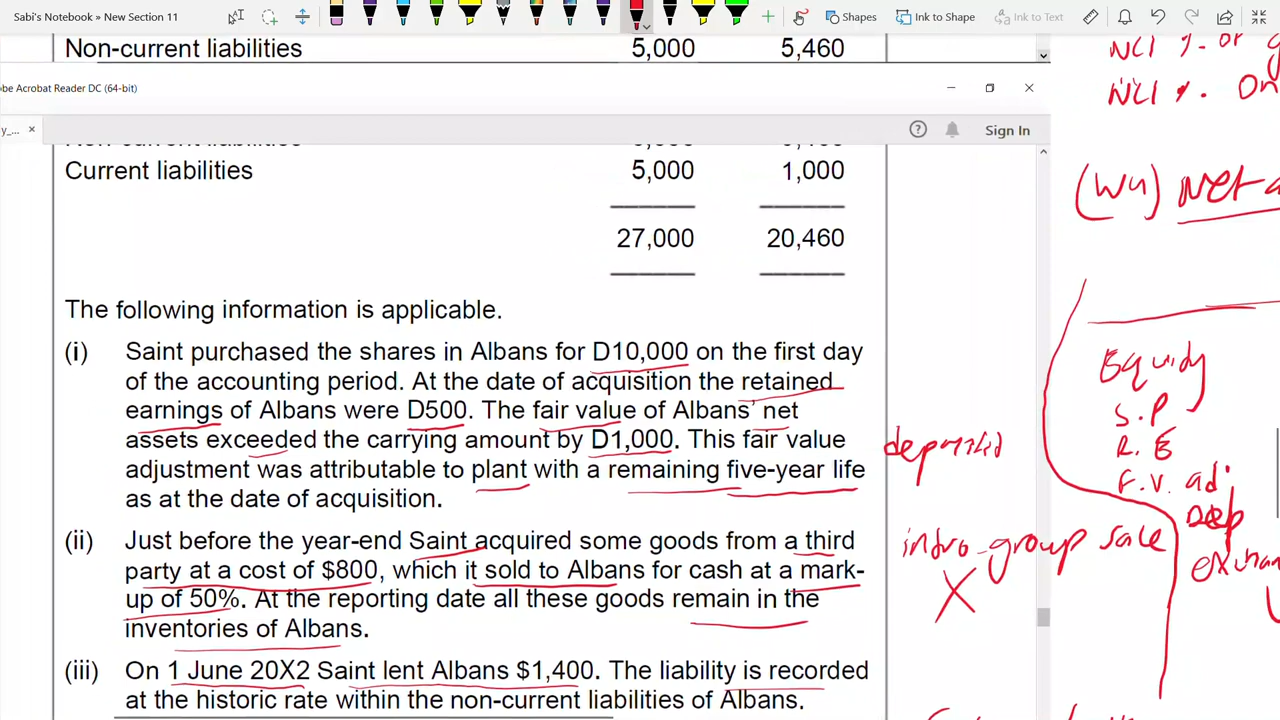 Sabi's Notebook » New Section 11
Shapes
Ink to Shape
Ink to Text
Non-current liabilities 5,000 5,460
be Acrobat Reader DC (64-bit)
y_...
Sign In
Current liabilities 5,000 1,000
27,000 20,460
The following information is applicable.
(i) Saint purchased the shares in Albans for D10,000 on the first day
of the accounting period. At the date of acquisition the retained
earnings of Albans were D500. The fair value of Albans' net
assets exceeded the carrying amount by D1,000. This fair value
adjustment was attributable to plant with a remaining five-year life
as at the date of acquisition.
(ii) Just before the year-end Saint acquired some goods from a third
party at a cost of $800, which it sold to Albans for cash at a mark-
up of 50%. At the reporting date all these goods remain in the
inventories of Albans.
(iii) On 1 June 20X2 Saint lent Albans $1,400. The liability is recorded
at the historic rate within the non-current liabilities of Albans.
intra-group sale
X
NCI %. or
NCI %. On
(W4) Net
Equity
S.P
R.E
F.V. adj
Dep